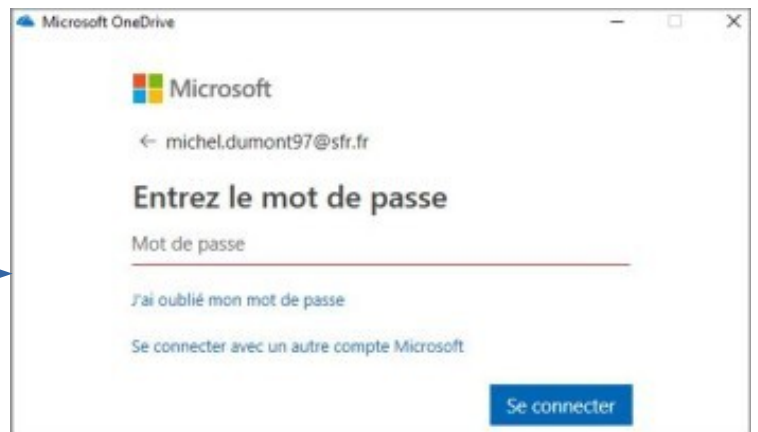 Microsoft OneDrive
Microsoft
← michel.dumont97@sfr.fr
Entrez le mot de passe
Mot de passe
J'ai oublié mon mot de passe
Se connecter avec un autre compte Microsoft
Se connecter